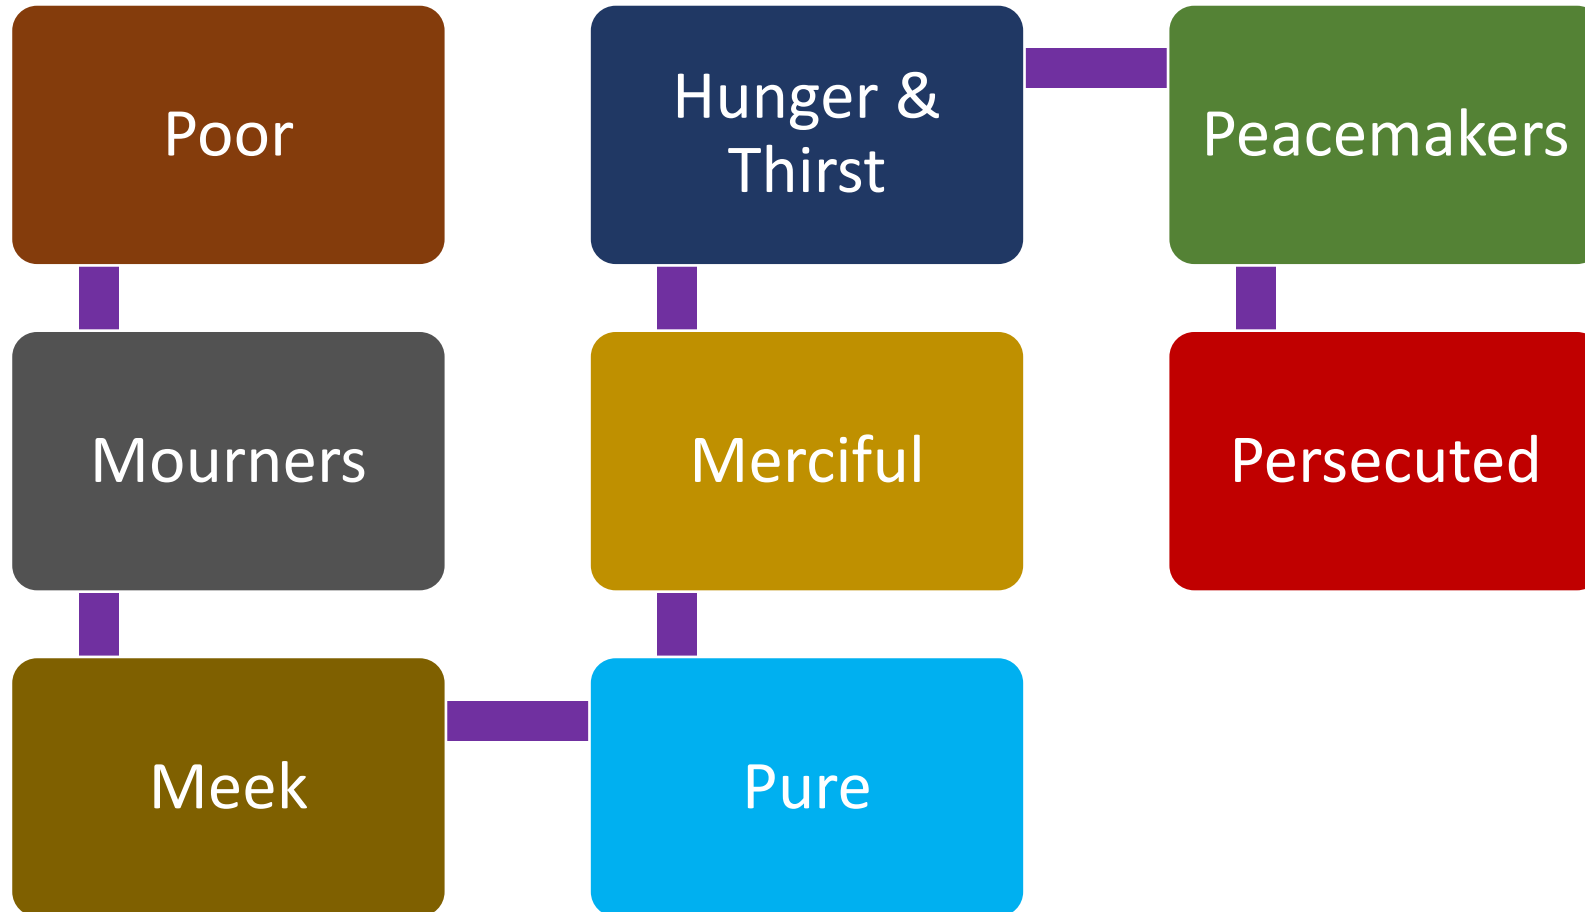 Poor
Mourners
Meek
Hunger &
Thirst
Merciful
Pure
Peacemakers
Persecuted